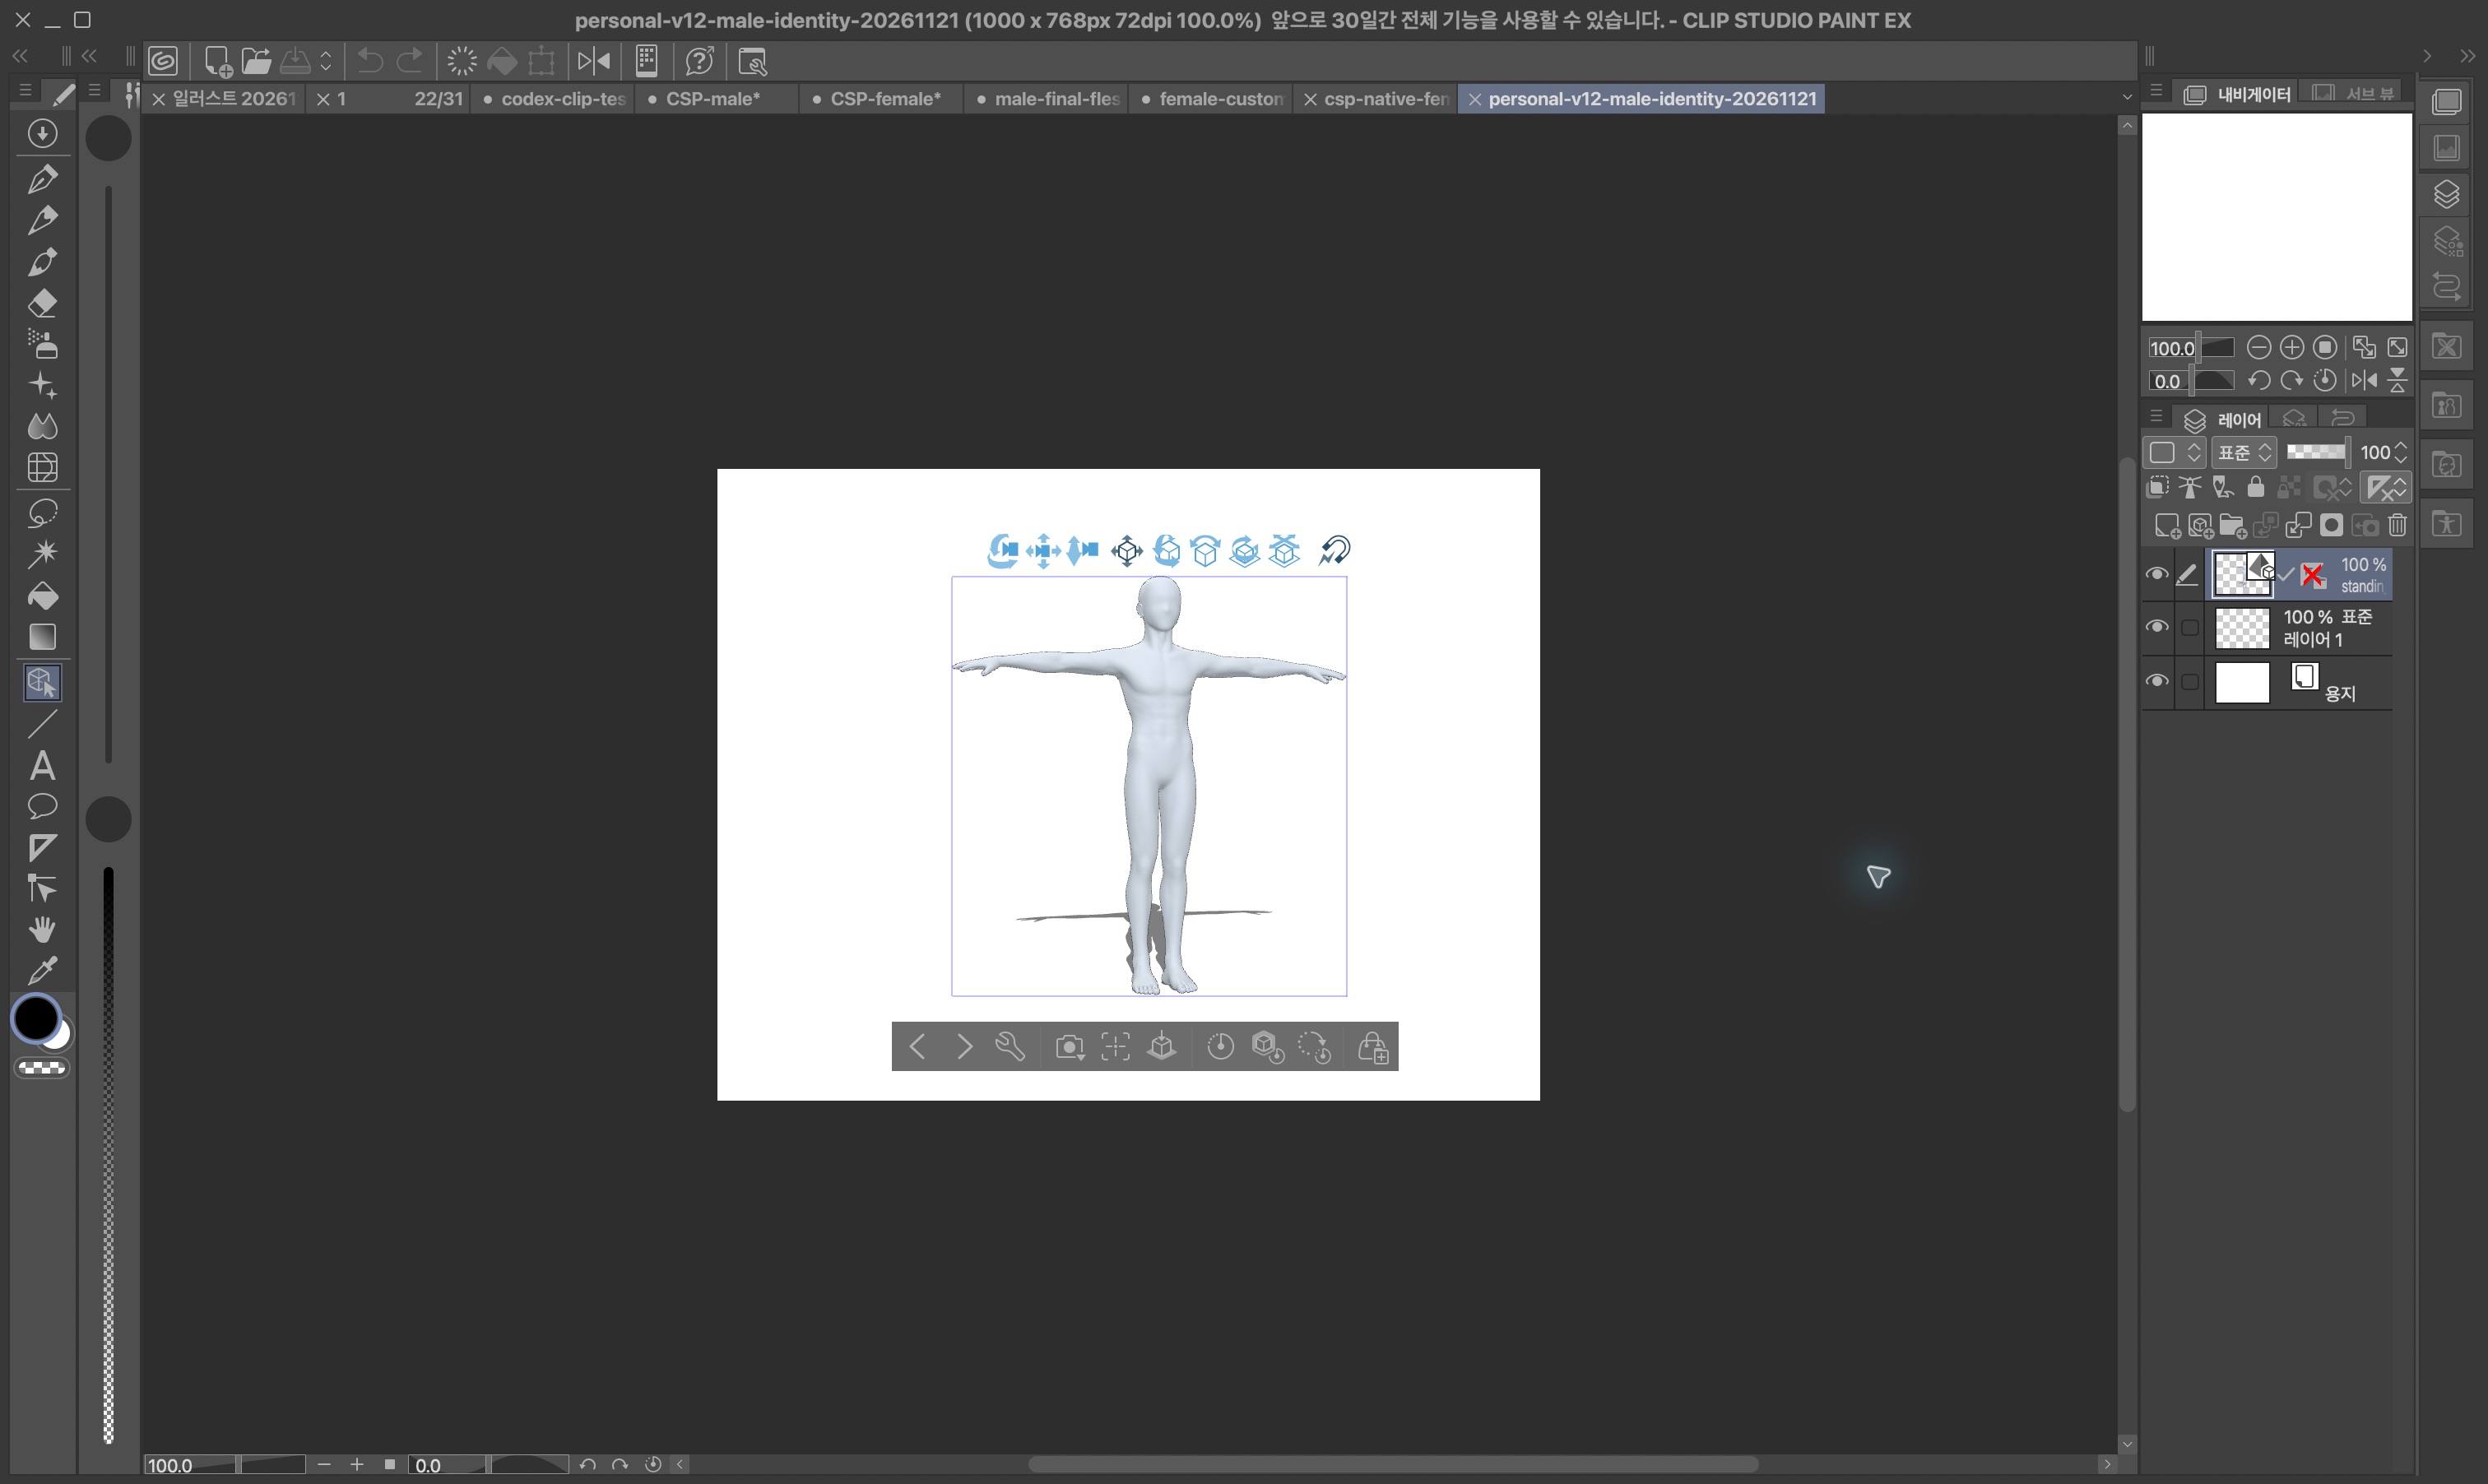 personal-v12-male-identity-20261121 (1000 x 768px 72dpi 100.0%) 앞으로 30일간 전체 기능을 사용할 수 있습니다. - CLIP STUDIO PAINT EX
일러스트 20261
1
22/31
codex-clip-tes
CSP-male*
CSP-female*
male-final-fles
female-custon
csp-native-fen
personal-v12-male-identity-20261121
내비게이터
서브 뷰
100.0
0.0
레이어
표준
100
100 %
standin
100 % 표준
레이어 1
용지
100.0
0.0